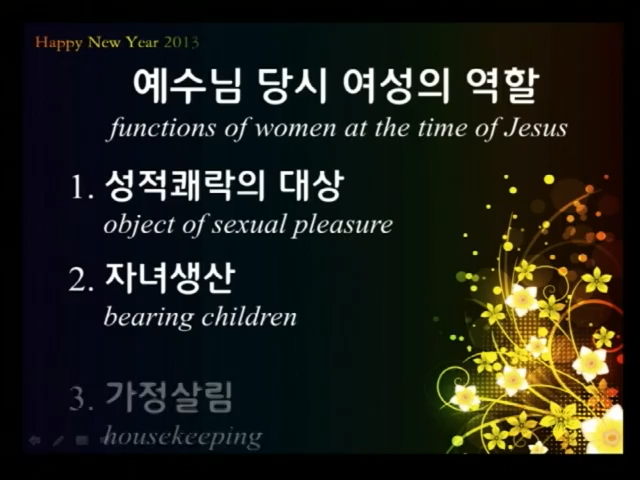 Happy New Year 2013
예수님 당시 여성의 역할
functions of women at the time of Jesus
1. 성적쾌락의 대상
object of sexual pleasure
2. 자녀생산
bearing children
3. 가정살림
housekeeping